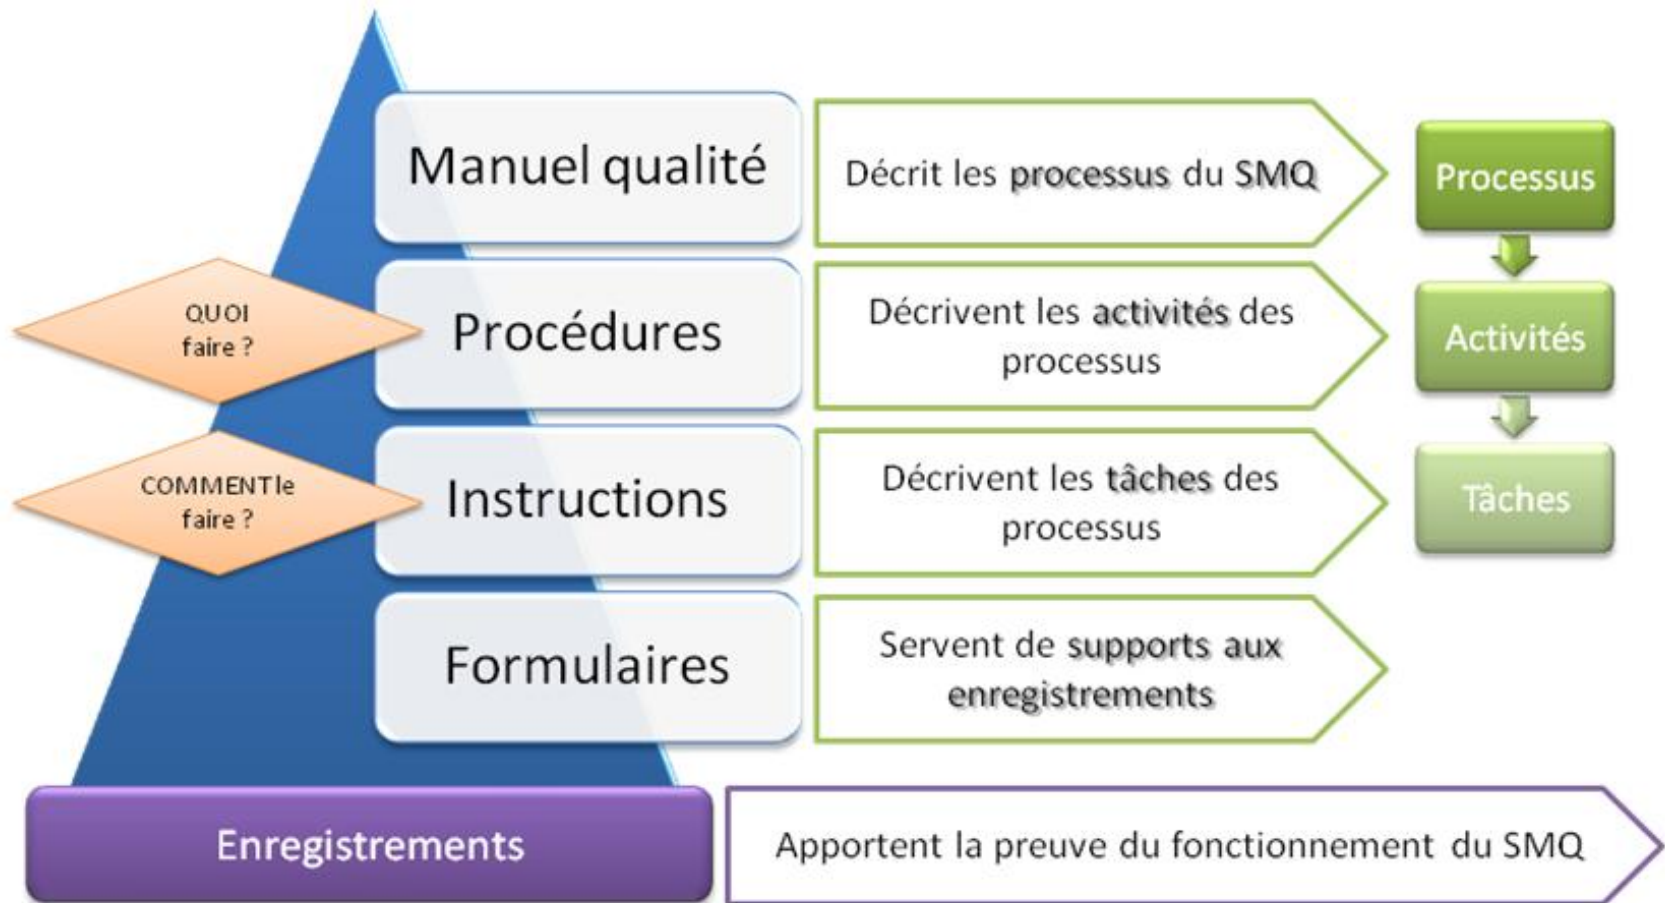 Manuel qualité
Décrit les processus du SMQ
Processus
QUOI
faire ?
Procédures
Décrivent les activités des
processus
Activités
COMMENT le
faire ?
Instructions
Décrivent les tâches des
processus
Tâches
Formulaires
Servent de supports aux
enregistrements
Enregistrements
Apportent la preuve du fonctionnement du SMQ